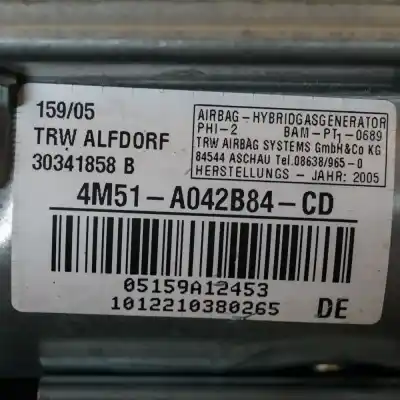 159/05
TRW ALFDORF
30341858 B
AIRBAG-HYBRIDGASGENERATOR
PHI-2 BAM-PT1-0689
TRW AIRBAG SYSTEMS GmbH&Co KG
84544 ASCHAU Tel.08638/965-0
HERSTELLUNGS - JAHR: 2005
4M51-A042B84-CD
05159A12453
1012210380265 DE